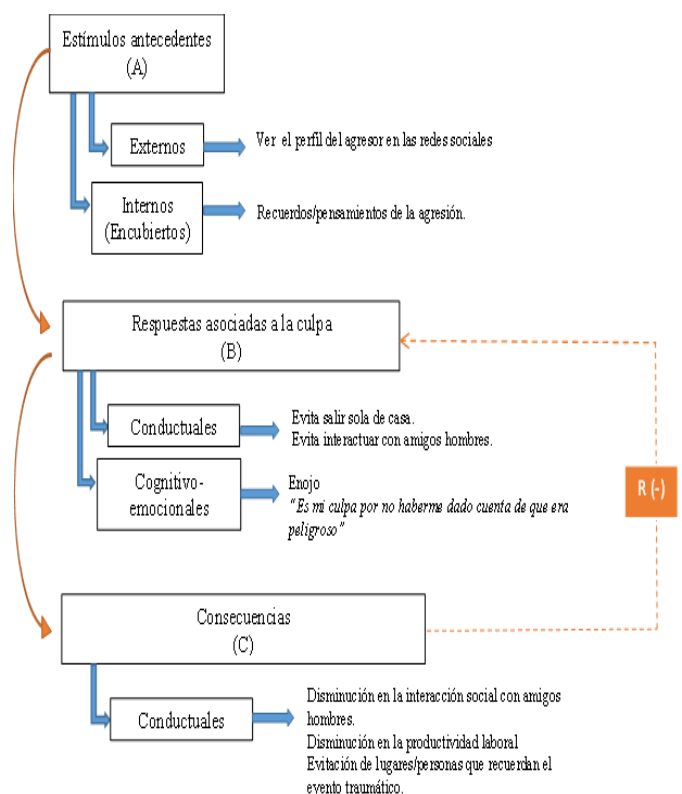 Estímulos antecedentes
(A)
Externos
Ver el perfil del agresor en las redes sociales
Internos
(Encubiertos)
Recuerdos/pensamientos de la agresión.
Respuestas asociadas a la culpa
(B)
Conductuales
Evita salir sola de casa.
Evita interactuar con amigos hombres.
Cognitivo-
emocionales
Enojo
“Es mi culpa por no haberme dado cuenta de que era
peligroso”
R (-)
Consecuencias
(C)
Conductuales
Disminución en la interacción social con amigos
hombres.
Disminución en la productividad laboral
Evitación de lugares/personas que recuerdan el
evento traumático.